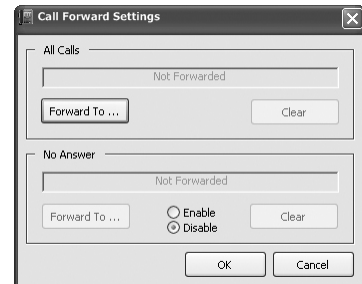 Call Forward Settings
All Calls
Not Forwarded
Forward To ...
Clear
No Answer
Not Forwarded
Forward To ...
Enable
Disable
Clear
OK
Cancel